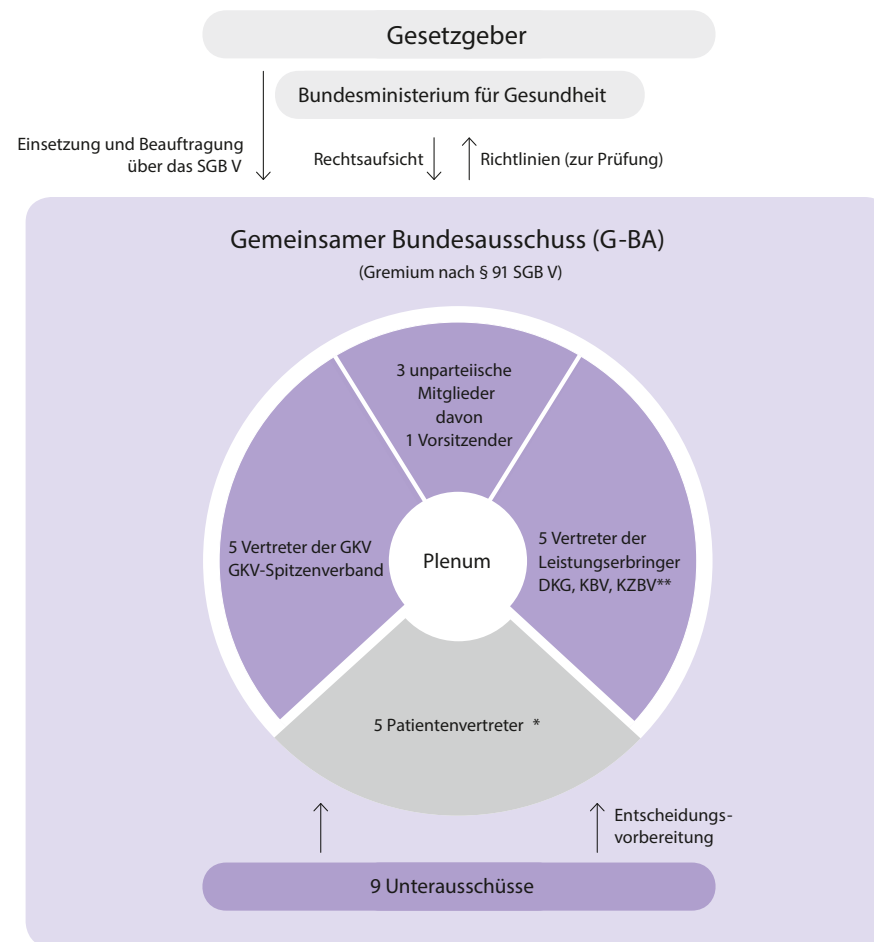 Gesetzgeber
Bundesministerium für Gesundheit
Einsetzung und Beauftragung
über das SGB V
Rechtsaufsicht
Richtlinien (zur Prüfung)
Gemeinsamer Bundesausschuss (G-BA)
(Gremium nach § 91 SGB V)
3 unparteiische
Mitglieder
davon
1 Vorsitzender
5 Vertreter der GKV
GKV-Spitzenverband
Plenum
5 Vertreter der
Leistungserbringer
DKG, KBV, KZBV**
5 Patientenvertreter *
Entscheidungs-
vorbereitung
9 Unterausschüsse